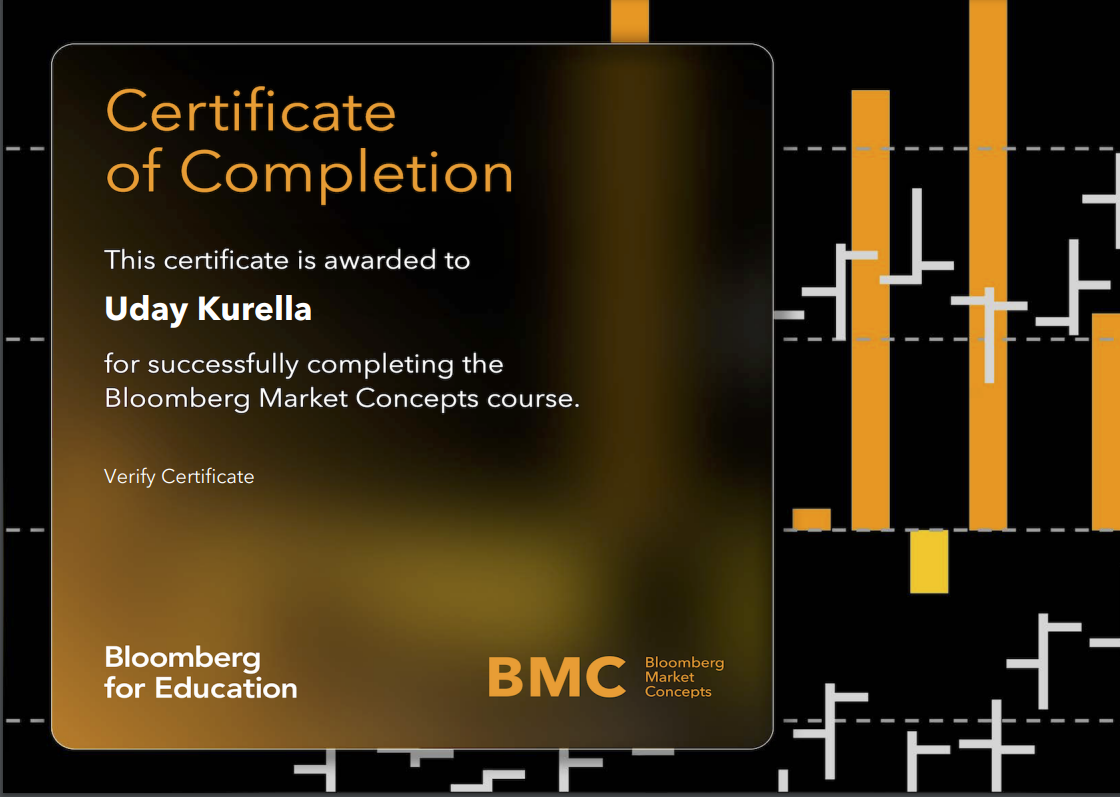 Certificate
of Completion
This certificate is awarded to
Uday Kurella
for successfully completing the
Bloomberg Market Concepts course.
Verify Certificate
Bloomberg
for Education
BMC
Bloomberg
Market
Concepts